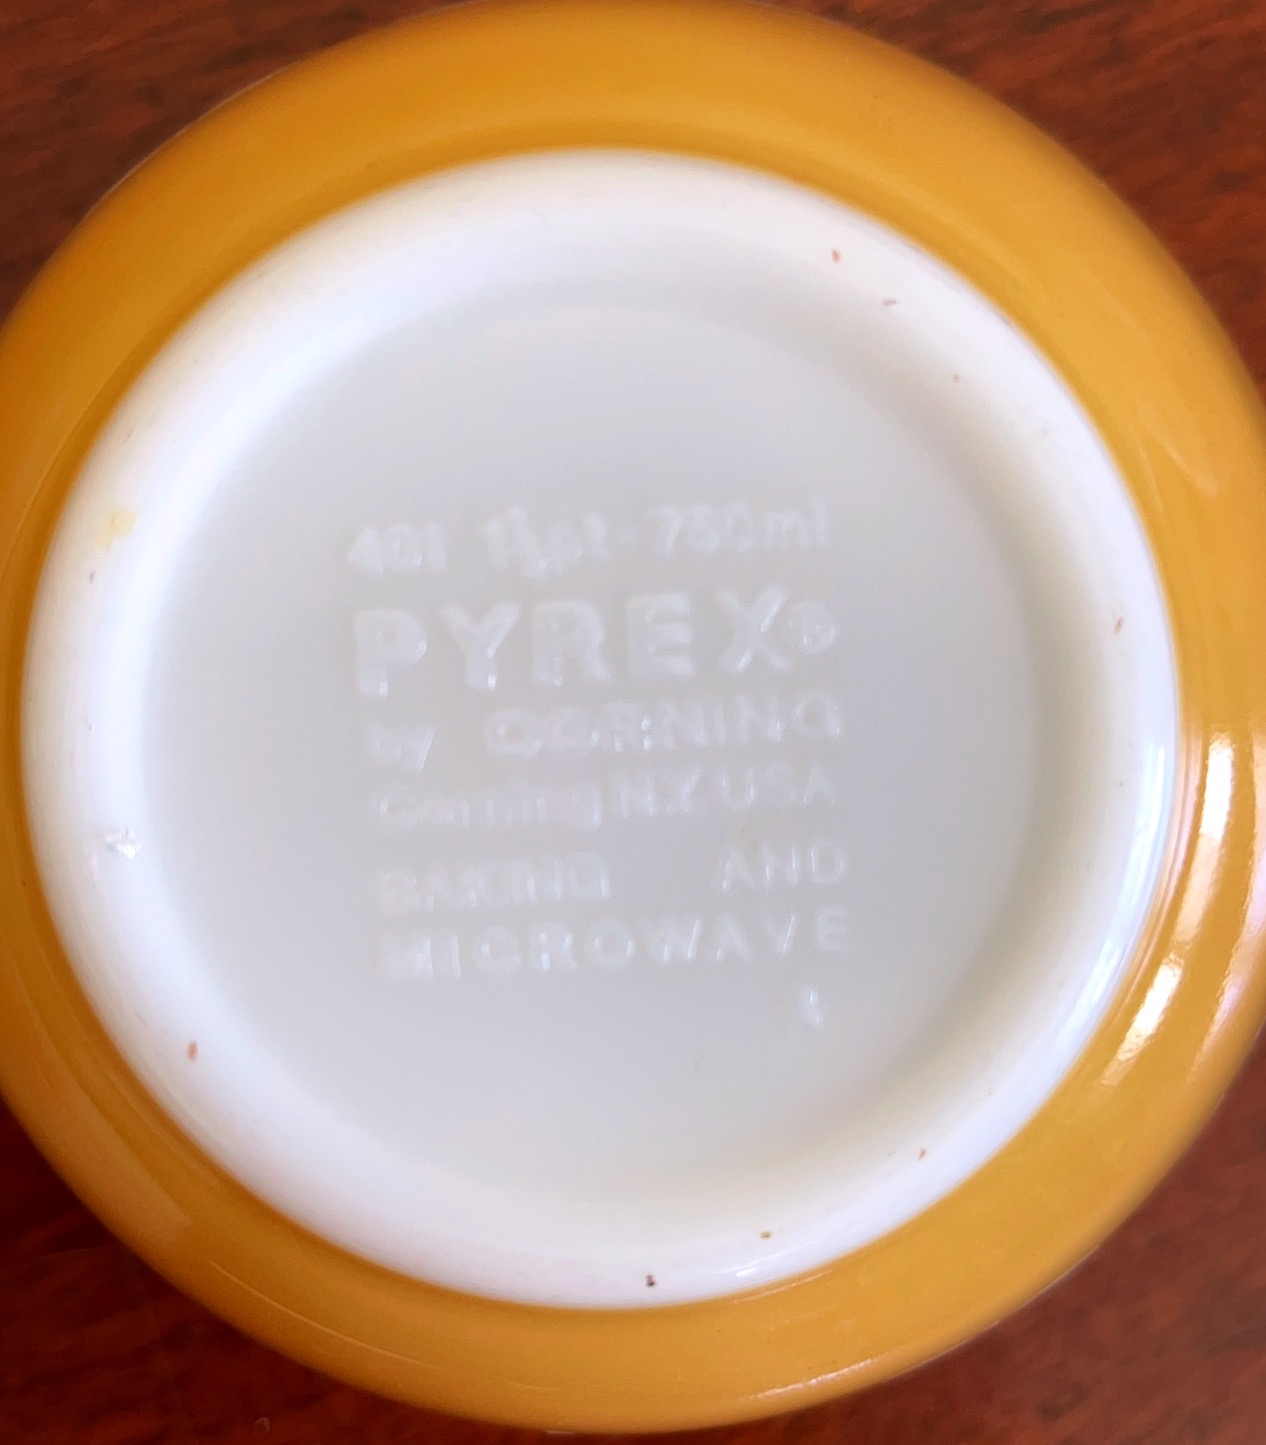 401 1½pt-750ml
PYREX®
by CORNING
Corning N.Y. USA
BAKING AND
MICROWAVE